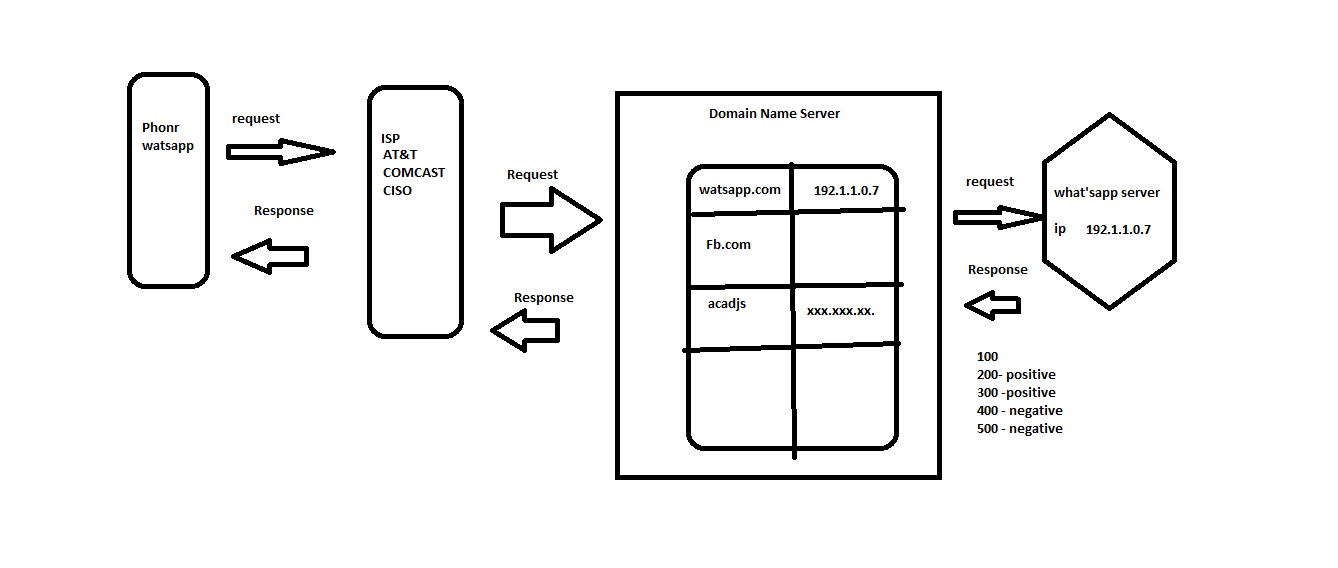 Phonr
watsapp
request
Response
ISP
AT&T
COMCAST
CISO
Request
Response
Domain Name Server
watsapp.com 192.1.1.0.7
Fb.com
acadjs xxx.xxx.xx.
request
Response
what'sapp server
ip 192.1.1.0.7
100
200- positive
300 -positive
400 - negative
500 - negative